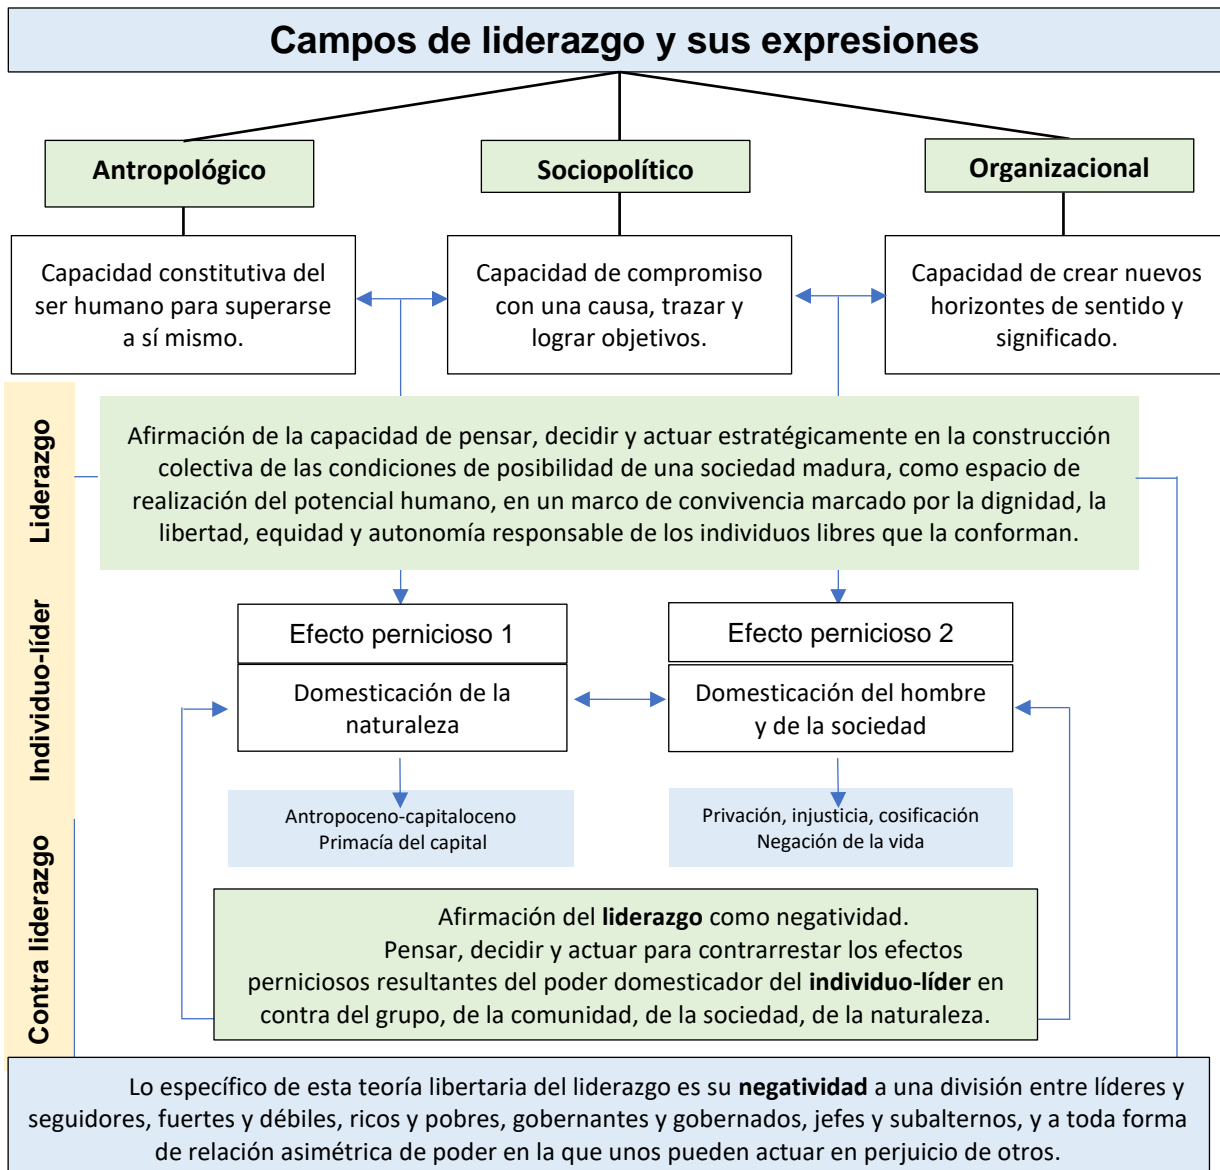 Campos de liderazgo y sus expresiones
Antropológico
Sociopolítico
Organizacional
Capacidad constitutiva del
ser humano para superarse
a sí mismo.
Capacidad de compromiso
con una causa, trazar y
lograr objetivos.
Capacidad de crear nuevos
horizontes de sentido y
significado.
Liderazgo
Afirmación de la capacidad de pensar, decidir y actuar estratégicamente en la construcción
colectiva de las condiciones de posibilidad de una sociedad madura, como espacio de
realización del potencial humano, en un marco de convivencia marcado por la dignidad, la
libertad, equidad y autonomía responsable de los individuos libres que la conforman.
Individuo-líder
Efecto pernicioso 1
Domesticación de la
naturaleza
Efecto pernicioso 2
Domesticación del hombre
y de la sociedad
Antropoceno-capitaloceno
Primacía del capital
Privación, injusticia, cosificación
Negación de la vida
Contra liderazgo
Afirmación del liderazgo como negatividad.
Pensar, decidir y actuar para contrarrestar los efectos
perniciosos resultantes del poder domesticador del individuo-líder en
contra del grupo, de la comunidad, de la sociedad, de la naturaleza.
Lo específico de esta teoría libertaria del liderazgo es su negatividad a una división entre líderes y
seguidores, fuertes y débiles, ricos y pobres, gobernantes y gobernados, jefes y subalternos, y a toda forma
de relación asimétrica de poder en la que unos pueden actuar en perjuicio de otros.